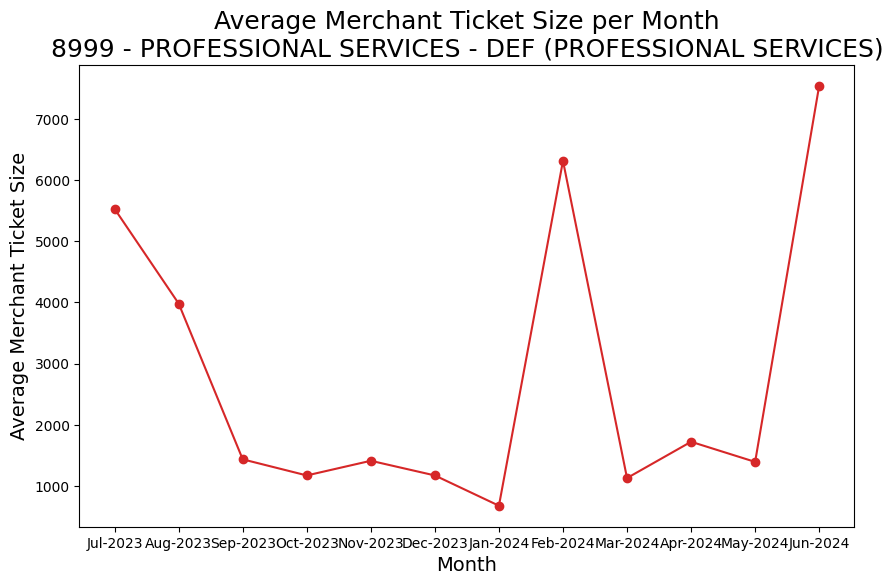 Average Merchant Ticket Size per Month
8999 - PROFESSIONAL SERVICES - DEF (PROFESSIONAL SERVICES)
Average Merchant Ticket Size
7000
6000
5000
4000
3000
2000
1000
Jul-2023 Aug-2023 Sep-2023 Oct-2023 Nov-2023 Dec-2023 Jan-2024 Feb-2024 Mar-2024 Apr-2024 May-2024 Jun-2024
Month